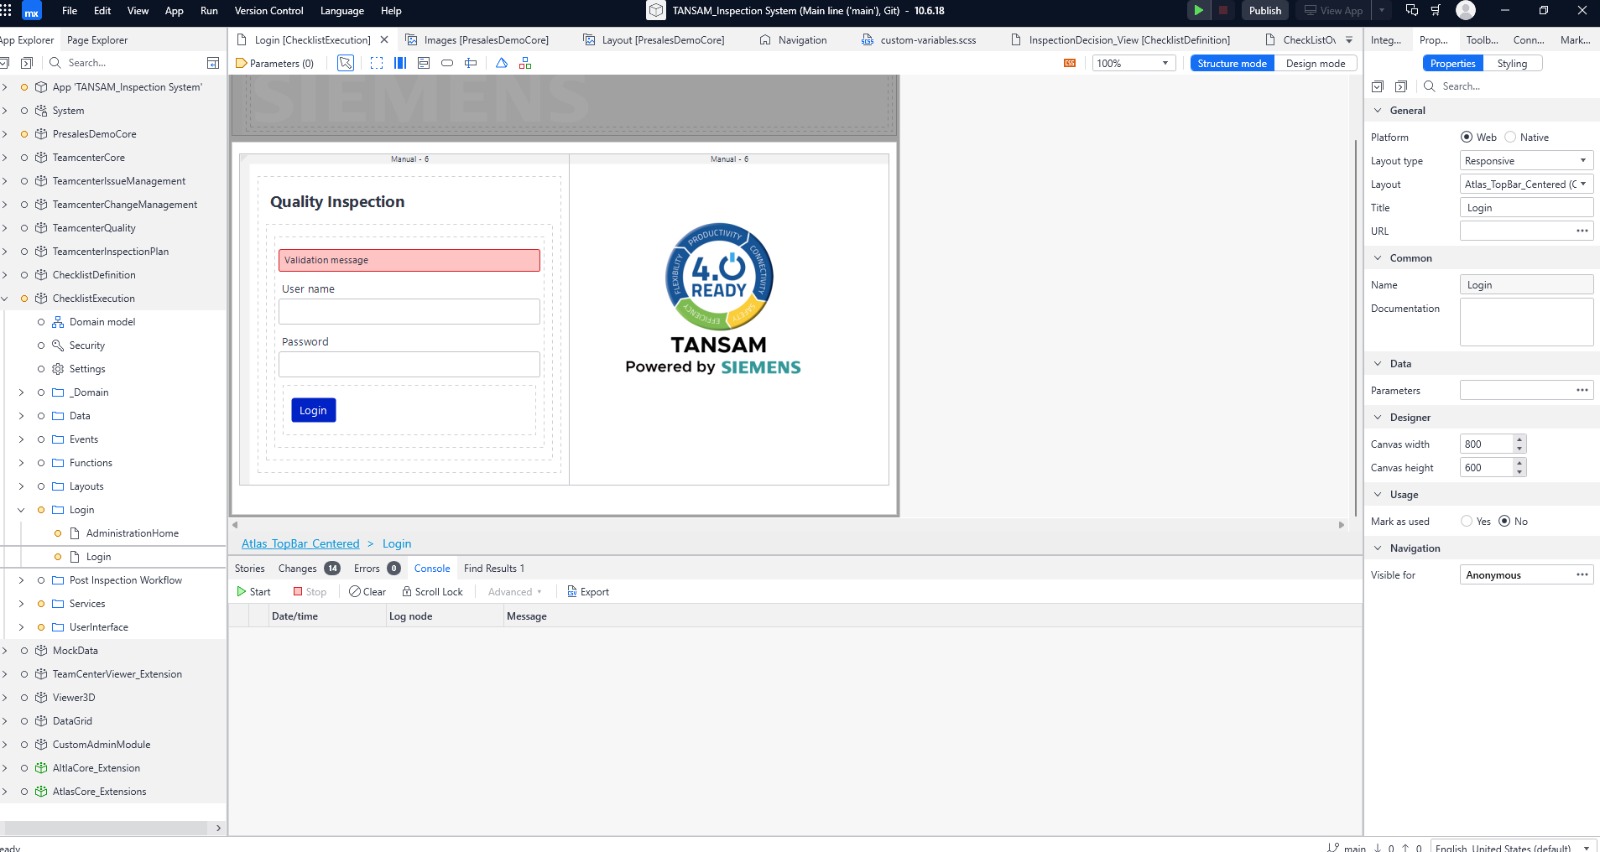 mx File Edit View App Run Version Control Language Help
TANSAM_Inspection System (Main line ('main'), Git) - 10.6.18
Publish View App
App Explorer Page Explorer
Login [ChecklistExecution] Images [PresalesDemoCore] Layout [PresalesDemoCore] Navigation custom-variables.scss InspectionDecision_View [ChecklistDefinition]
Integ... Prop... Toolb... Conn... Mark...
Search...
Parameters (0)
100%
Structure mode Design mode
Properties Styling
Search...
App 'TANSAM_Inspection System'
System
PresalesDemoCore
TeamcenterCore
TeamcenterIssueManagement
TeamcenterChangeManagement
TeamcenterQuality
TeamcenterInspectionPlan
ChecklistDefinition
ChecklistExecution
Domain model
Security
Settings
_Domain
Data
Events
Functions
Layouts
Login
AdministrationHome
Login
Post Inspection Workflow
Services
UserInterface
MockData
TeamCenterViewer_Extension
Viewer3D
DataGrid
CustomAdminModule
AltlaCore_Extension
AtlasCore_Extensions
SIEMENS
Manual - 6 Manual - 6
Quality Inspection
Validation message
User name
Password
Login
PRODUCTIVITY
CONNECTIVITY
SAFETY
EFFICIENCY
FLEXIBILITY
4.0
READY
TANSAM
Powered by SIEMENS
Atlas_TopBar_Centered > Login
Stories Changes 14 Errors 0 Console Find Results 1
Start Stop Clear Scroll Lock Advanced Export
Date/time Log node Message
General
Platform Web Native
Layout type Responsive
Layout Atlas_TopBar_Centered (C
Title Login
URL ...
Common
Name Login
Documentation
Data
Parameters ...
Designer
Canvas width 800
Canvas height 600
Usage
Mark as used Yes No
Navigation
Visible for Anonymous ...
main 0 0 English, United States (default)